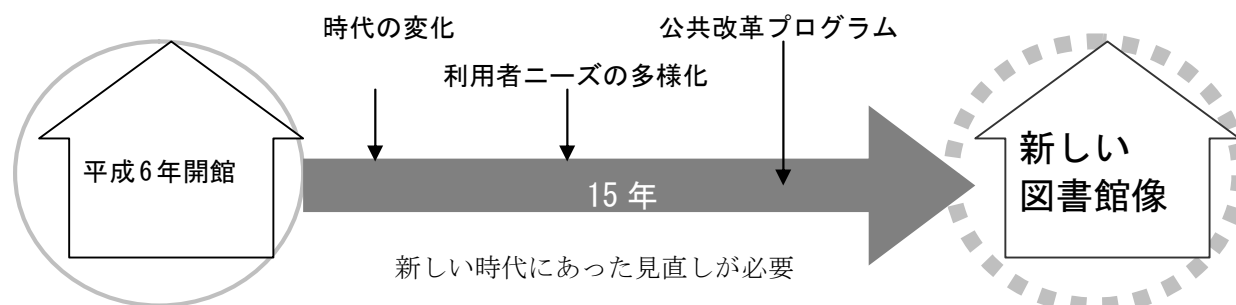 時代の変化
公共改革プログラム
利用者ニーズの多様化
平成6年開館
15年
新しい
図書館像
新しい時代にあった見直しが必要